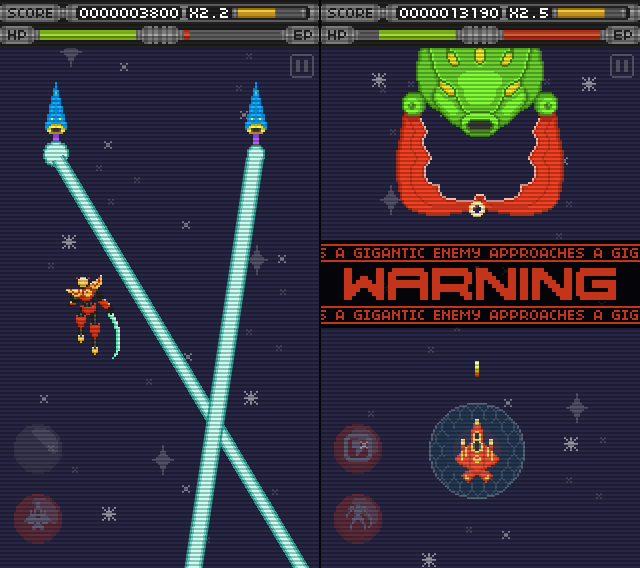 SCORE 0000003800 X2.2
HP EP
SCORE 0000013190 X2.5
HP EP
S A GIGANTIC ENEMY APPROACHES A GIG
WARNING
S A GIGANTIC ENEMY APPROACHES A GIG